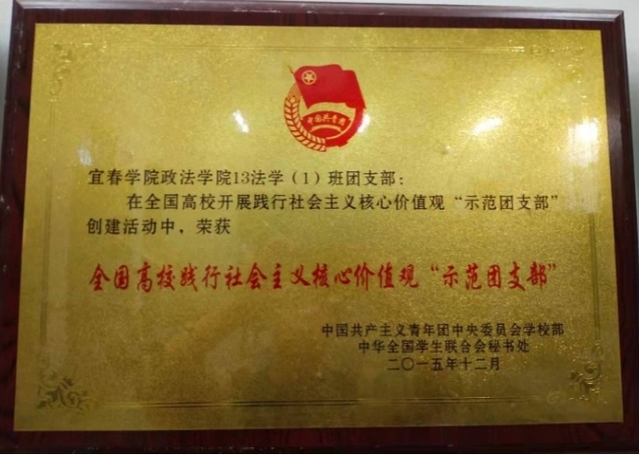 中国共青团
宜春学院政法学院13法学（1）班团支部：
在全国高校开展践行社会主义核心价值观“示范团支部”
创建活动中，荣获
全国高校践行社会主义核心价值观“示范团支部”
中国共产主义青年团中央委员会学校部
中华全国学生联合会秘书处
二〇一五年十二月